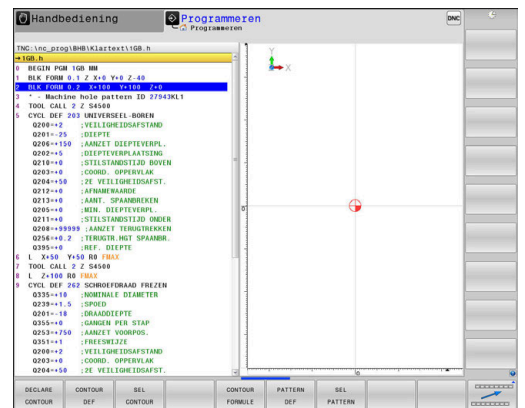 Handbediening
Programmeren
Programmeren
DNC
TNC:\nc_prog\BHB\Klartext\1GB.h
→1GB.h
0 BEGIN PGM 1GB MM
1 BLK FORM 0.1 Z X+0 Y+0 Z-40
2 BLK FORM 0.2 X+100 Y+100 Z+0
3 * - Machine hole pattern ID 27943KL1
4 TOOL CALL 2 Z S4500
5 CYCL DEF 203 UNIVERSEEL-BOREN
Q200=+2 ;VEILIGHEIDSAFSTAND
Q201=-25 ;DIEPTE
Q206=+150 ;AANZET DIEPTEVERPL.
Q202=+5 ;DIEPTEVERPLAATSING
Q210=+0 ;STILSTANDSTIJD BOVEN
Q203=+0 ;COORD. OPPERVLAK
Q204=+50 ;2E VEILIGHEIDSAFST.
Q212=+0 ;AFNAMEWAARDE
Q213=+0 ;AANT. SPAANBREKEN
Q205=+0 ;MIN. DIEPTEVERPL.
Q211=+0 ;STILSTANDSTIJD ONDER
Q208=+99999 ;AANZET TERUGTREKKEN
Q256=+0.2 ;TERUGTR.HGT SPAANBR.
Q395=+0 ;REF. DIEPTE
6 L X+50 Y+50 R0 FMAX
7 TOOL CALL 2 Z S4500
8 L Z+100 R0 FMAX
9 CYCL DEF 262 SCHROEFDRAAD FREZEN
Q335=+10 ;NOMINALE DIAMETER
Q239=+1.5 ;SPOED
Q201=-18 ;DRAADDIEPTE
Q355=+0 ;GANGEN PER STAP
Q253=+750 ;AANZET VOORPOS.
Q351=+1 ;FREESWIJZE
Q200=+2 ;VEILIGHEIDSAFSTAND
Q203=+0 ;COORD. OPPERVLAK
Q204=+50 ;2E VEILIGHEIDSAFST.
Y
X
0
0
DECLARE CONTOUR
CONTOUR DEF
SEL CONTOUR
CONTOUR FORMULE
PATTERN DEF
SEL PATTERN